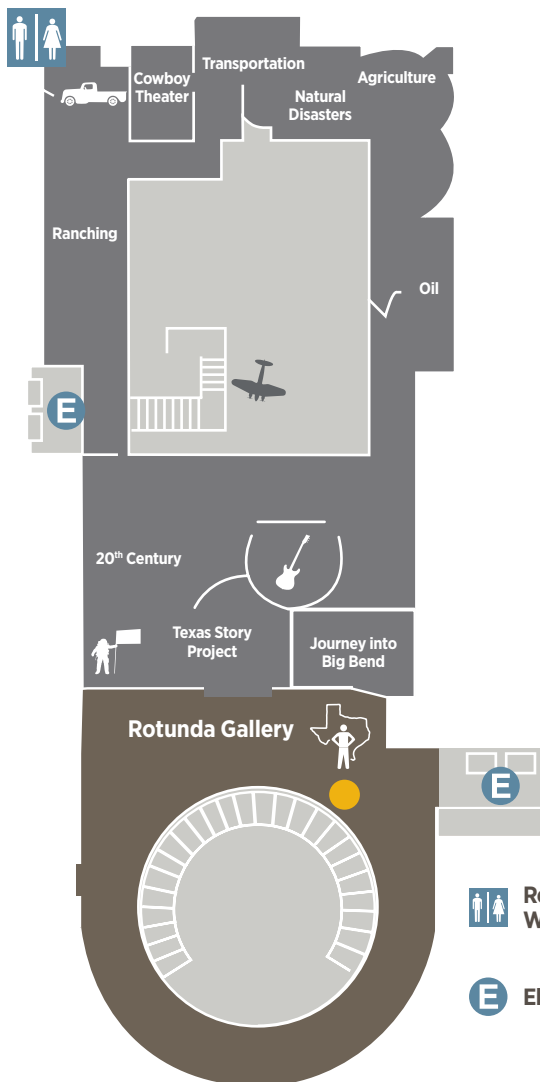 Transportation
Cowboy
Theater
Agriculture
Natural
Disasters
Ranching
Oil
E
20th Century
Texas Story
Project
Journey into
Big Bend
Rotunda Gallery
E
E